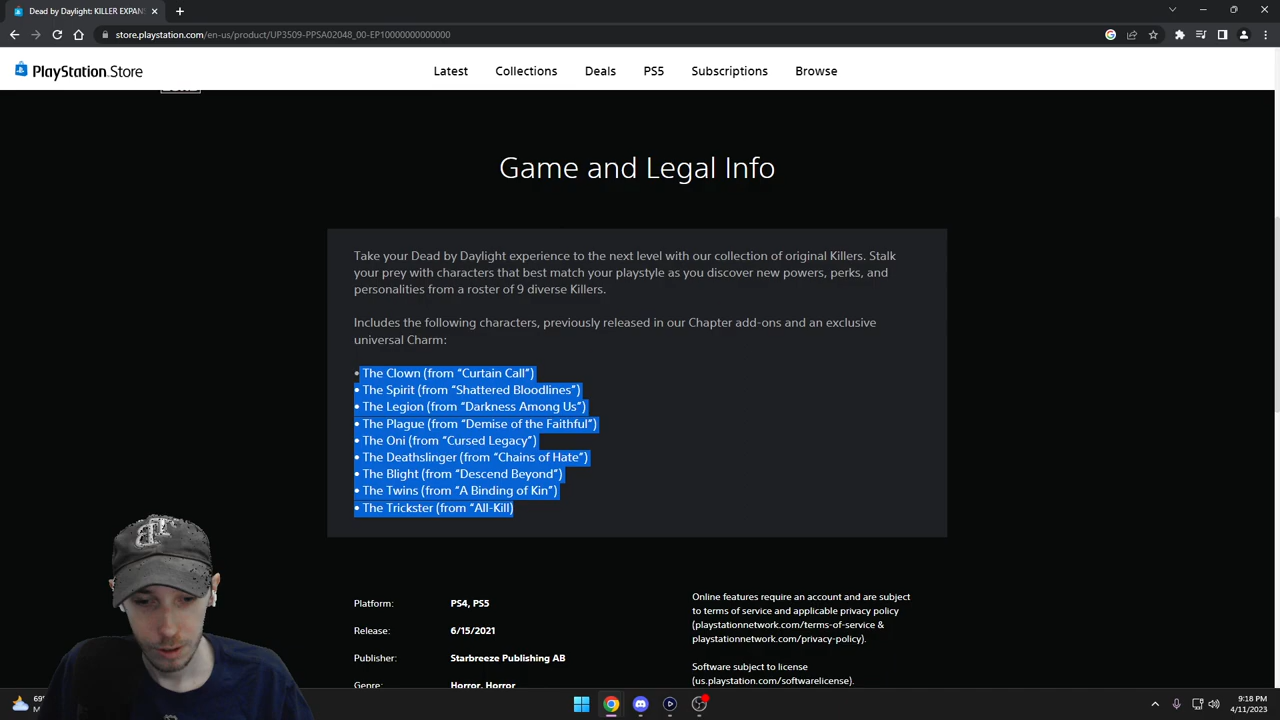 Dead by Daylight: KILLER EXPAN
store.playstation.com/en-us/product/UP3509-PPSA02048_00-EP10000000000000
PlayStation.Store
Latest
Collections
Deals
PS5
Subscriptions
Browse
Game and Legal Info
Take your Dead by Daylight experience to the next level with our collection of original Killers. Stalk
your prey with characters that best match your playstyle as you discover new powers, perks, and
personalities from a roster of 9 diverse Killers.
Includes the following characters, previously released in our Chapter add-ons and an exclusive
universal Charm:
• The Clown (from “Curtain Call”)
• The Spirit (from “Shattered Bloodlines”)
• The Legion (from “Darkness Among Us”)
• The Plague (from “Demise of the Faithful”)
• The Oni (from “Cursed Legacy”)
• The Deathslinger (from “Chains of Hate”)
• The Blight (from “Descend Beyond”)
• The Twins (from “A Binding of Kin”)
• The Trickster (from “All-Kill)
Platform:
PS4, PS5
Release:
6/15/2021
Publisher:
Starbreeze Publishing AB
Genre:
Horror, Horror
Online features require an account and are subject
to terms of service and applicable privacy policy
(playstationnetwork.com/terms-of-service &
playstationnetwork.com/privacy-policy).
Software subject to license
(us.playstation.com/softwarelicense).
9:18 PM
4/11/2023